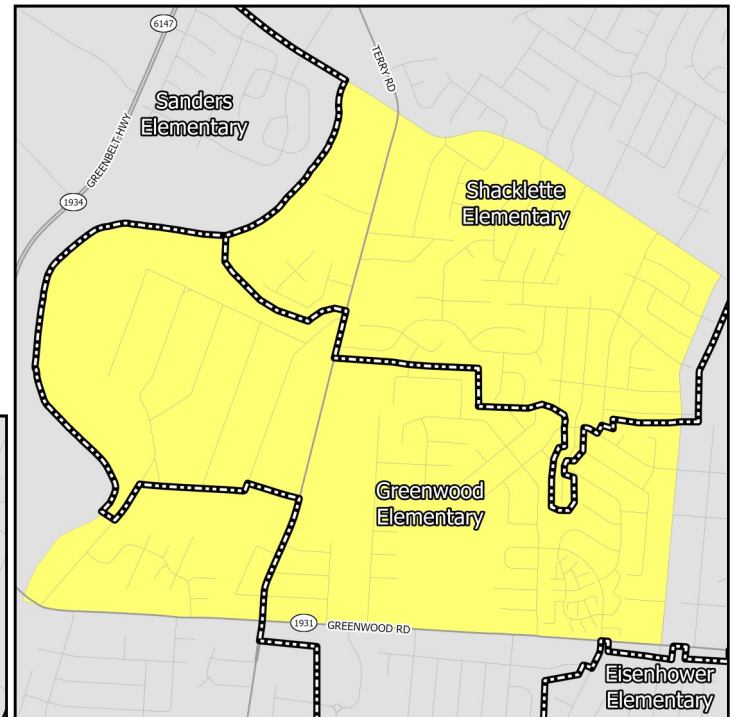 6147
TERRY RD
Sanders
Elementary
GREENBELT HWY
1934
Shacklette
Elementary
Greenwood
Elementary
1931
GREENWOOD RD
Eisenhower
Elementary